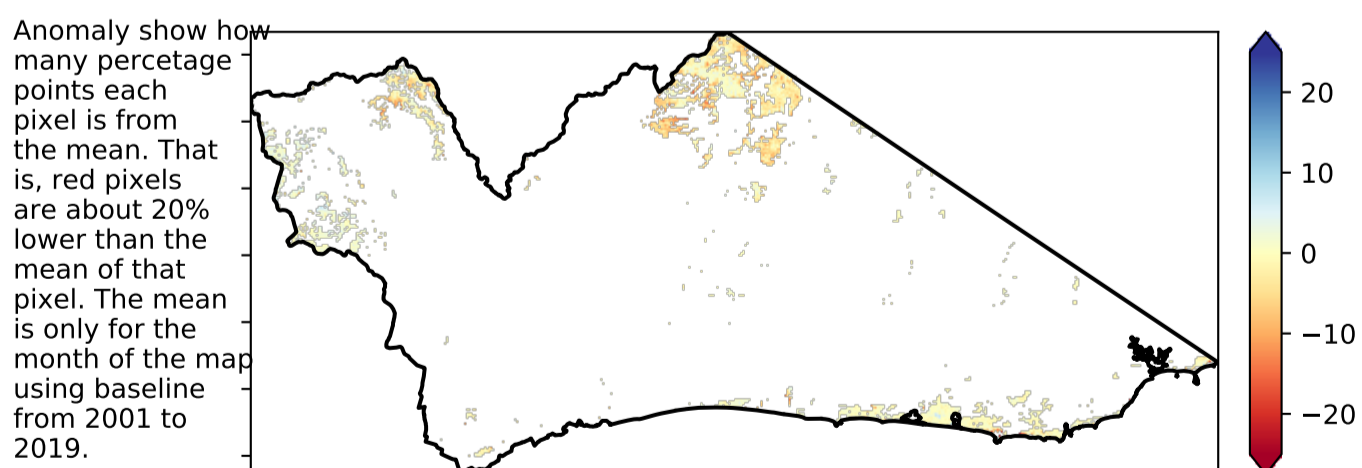 Anomaly show how
many percetage
points each
pixel is from
the mean. That
is, red pixels
are about 20%
lower than the
mean of that
pixel. The mean
is only for the
month of the map
using baseline
from 2001 to
2019.
20
10
0
−10
−20